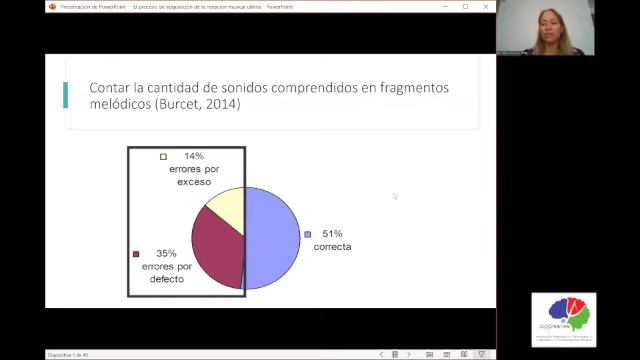 Presentación de PowerPoint - El proceso de adquisición de la notación musical ultima - PowerPoint
Contar la cantidad de sonidos comprendidos en fragmentos
melódicos (Burcet, 2014)
14%
errores por
exceso
51%
correcta
35%
errores por
defecto
Diapositiva 5 de 40